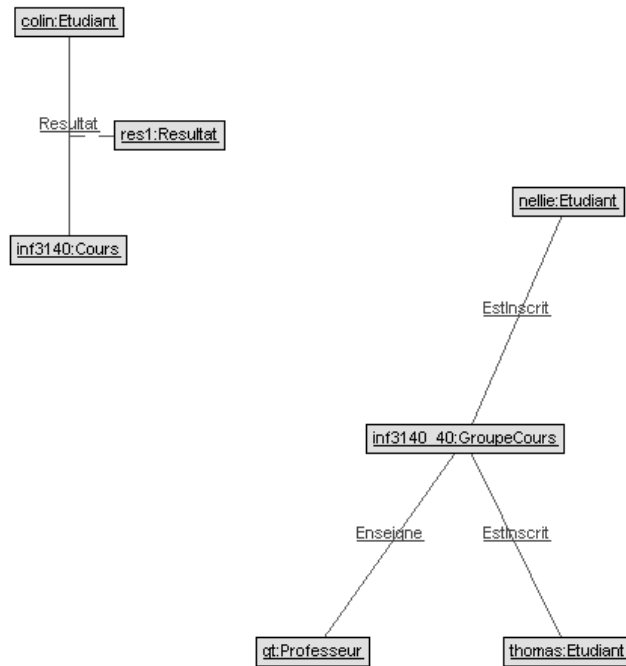 colin:Etudiant
Resultat
res1:Resultat
inf3140:Cours
nellie:Etudiant
EstInscrit
inf3140_40:GroupeCours
Enseigne
EstInscrit
gt:Professeur
thomas:Etudiant